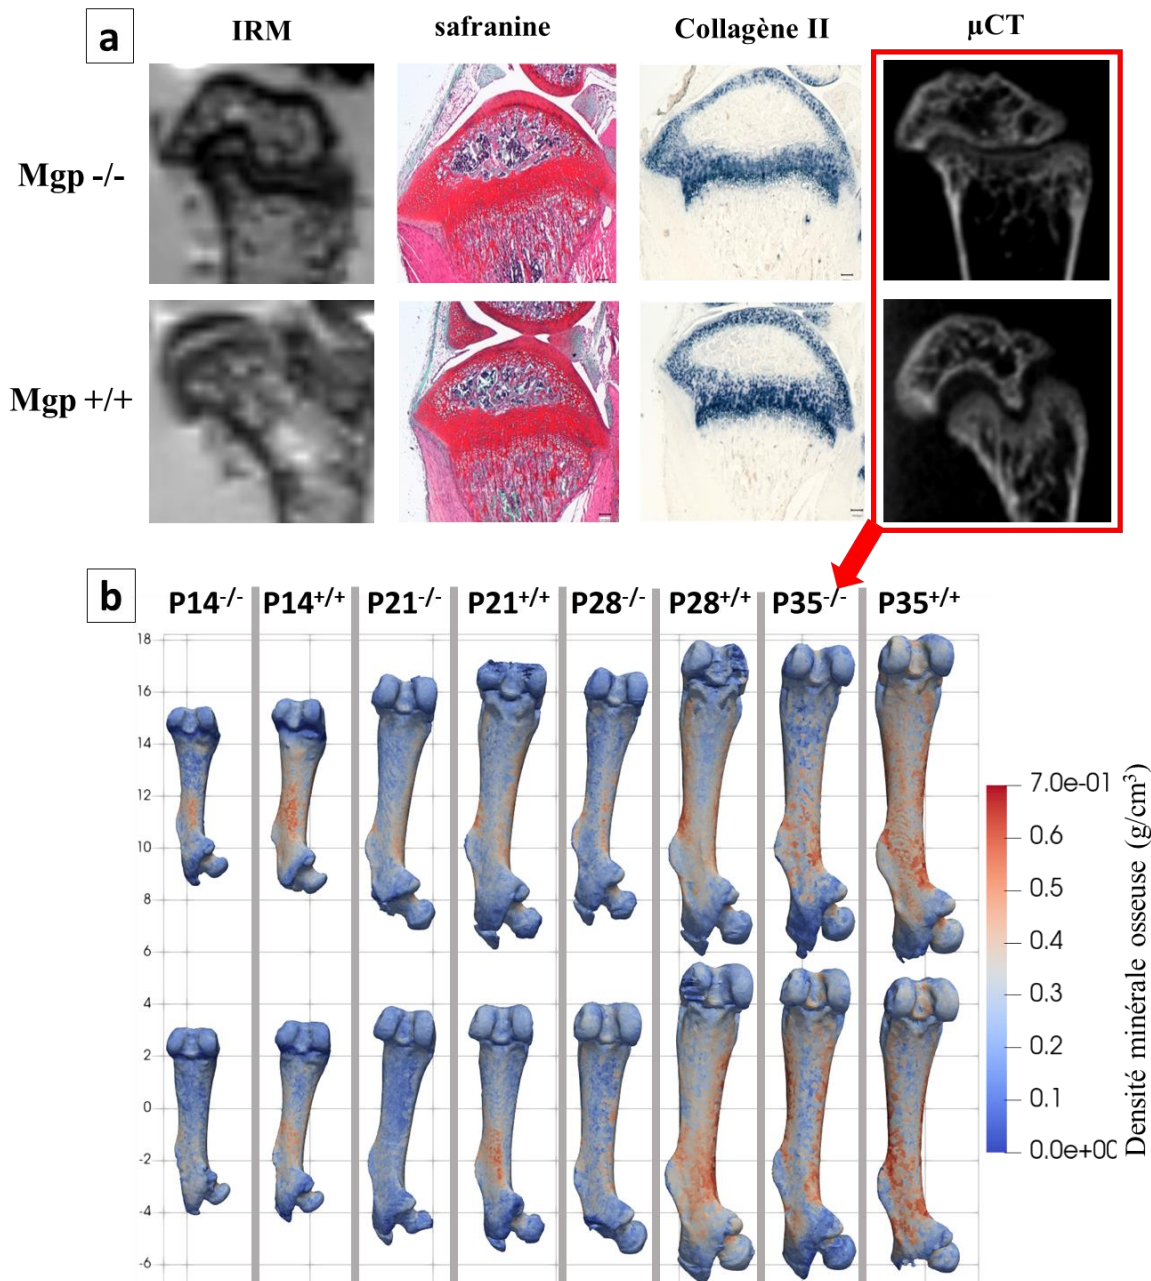 a
IRM
safranine
Collagène II
µCT
Mgp -/-
Mgp +/+
b
P14-/-
P14+/+
P21-/-
P21+/+
P28-/-
P28+/+
P35-/-
P35+/+
18
16
14
12
10
8
6
4
2
0
-2
-4
-6
7.0e-01
0.6
0.5
0.4
0.3
0.2
0.1
0.0e+00
Densité minérale osseuse (g/cm³)